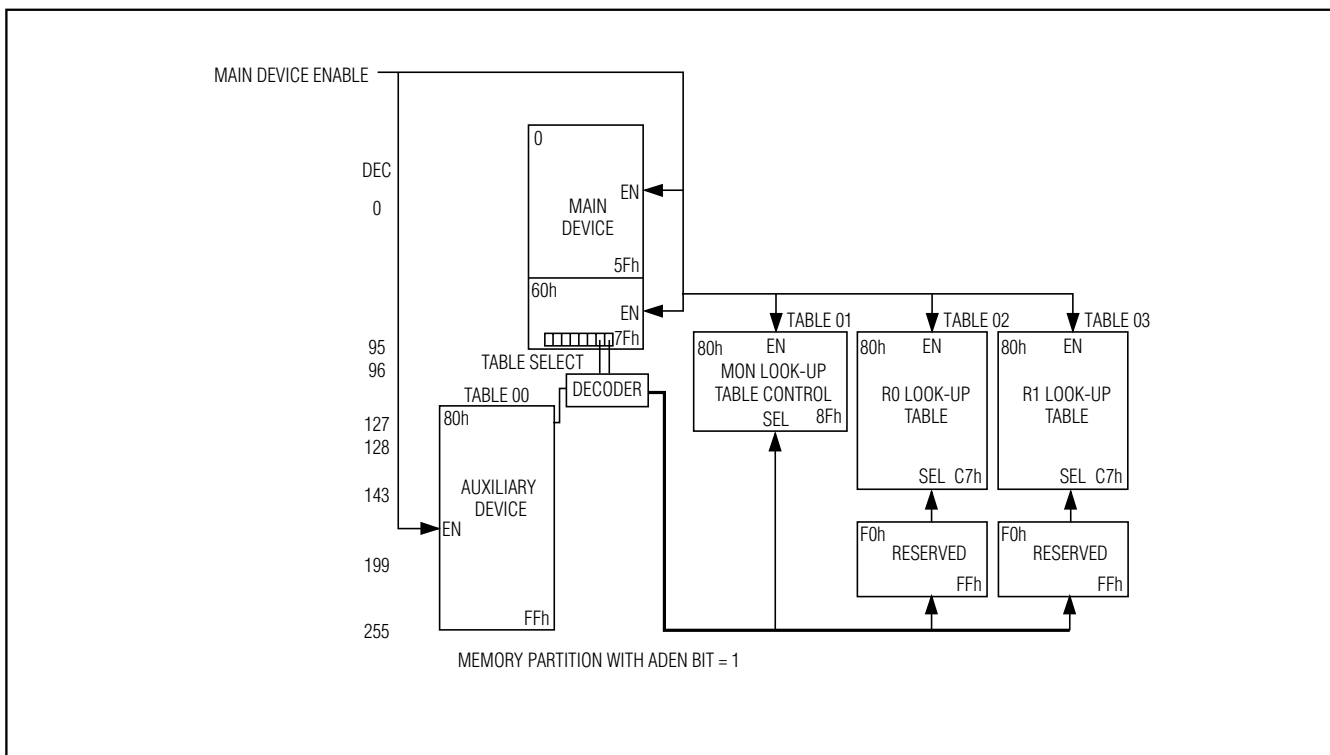 MAIN DEVICE ENABLE
DEC
0
95
96
127
128
143
199
255
0
EN
MAIN
DEVICE
5Fh
60h
EN
7Fh
TABLE SELECT
DECODER
TABLE 00
80h
AUXILIARY
DEVICE
EN
FFh
TABLE 01
80h
EN
MON LOOK-UP
TABLE CONTROL
SEL
8Fh
TABLE 02
80h
EN
R0 LOOK-UP
TABLE
SEL C7h
F0h
RESERVED
FFh
TABLE 03
80h
EN
R1 LOOK-UP
TABLE
SEL C7h
F0h
RESERVED
FFh
MEMORY PARTITION WITH ADEN BIT = 1